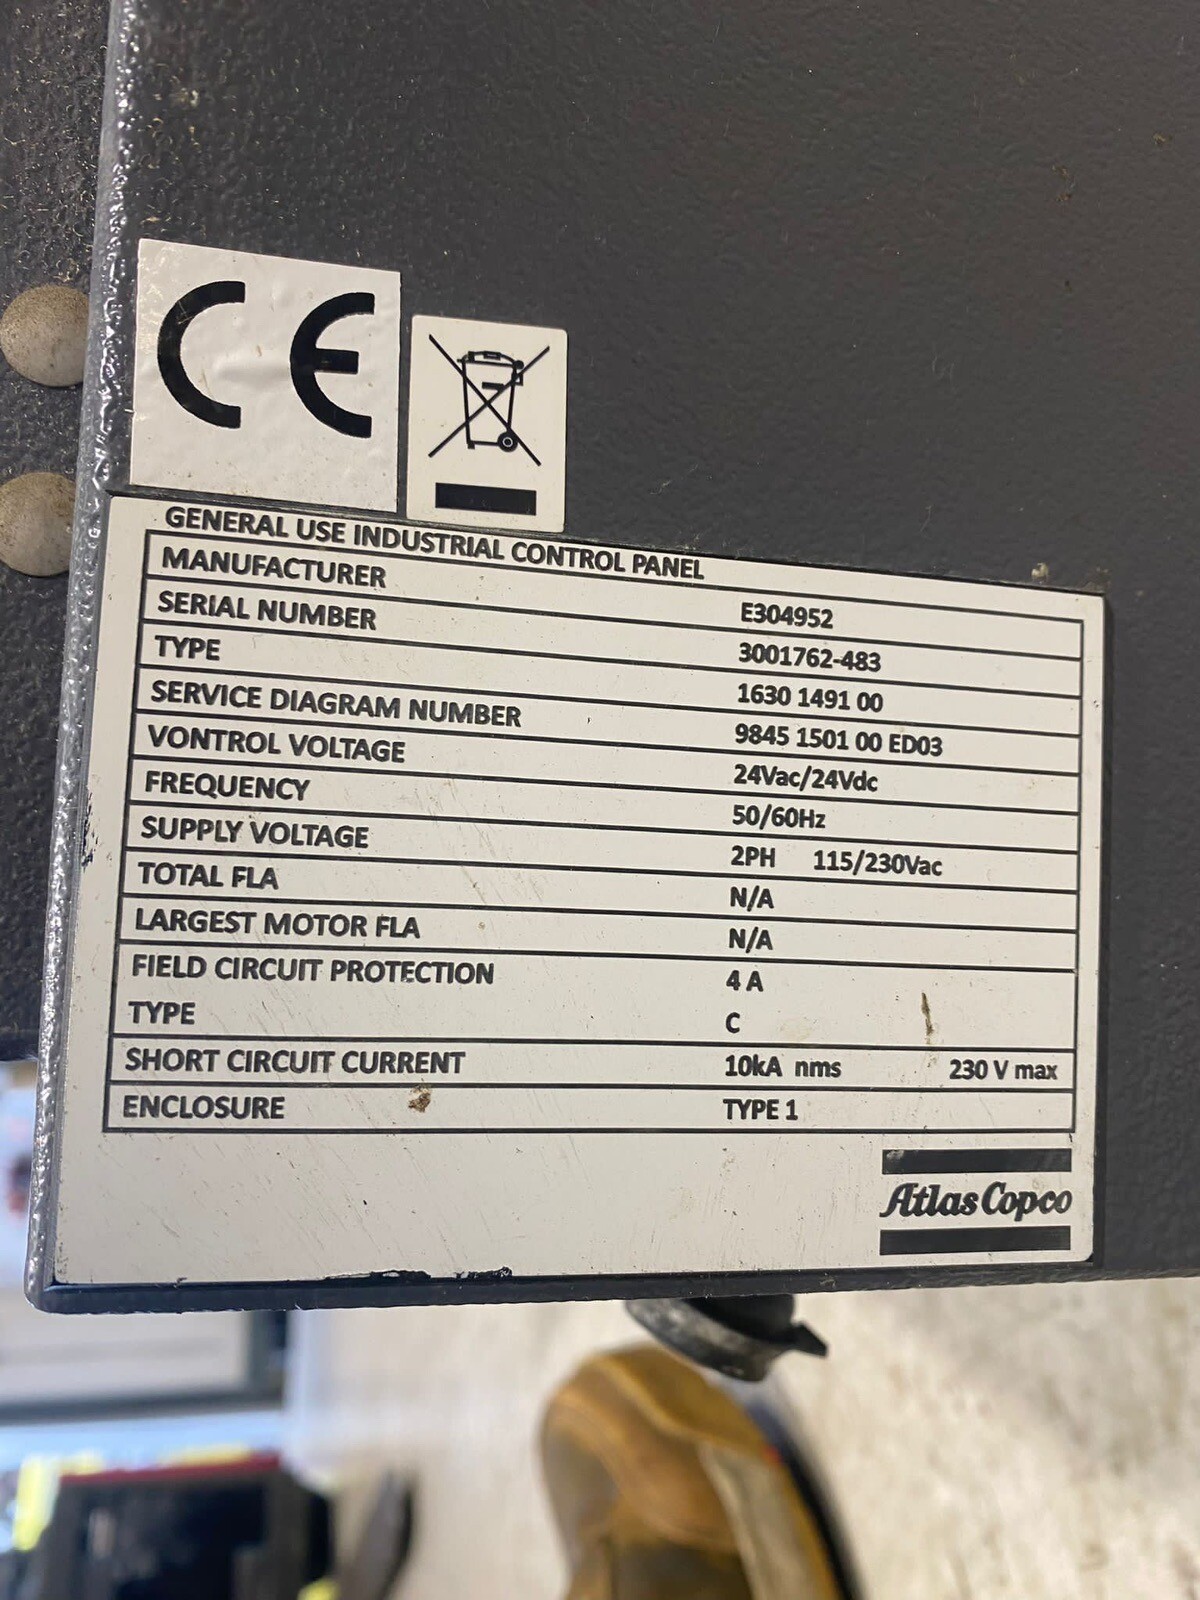 CE
GENERAL USE INDUSTRIAL CONTROL PANEL
MANUFACTURER E304952
SERIAL NUMBER 3001762-483
TYPE 1630 1491 00
SERVICE DIAGRAM NUMBER 9845 1501 00 ED03
VONTROL VOLTAGE 24Vac/24Vdc
FREQUENCY 50/60Hz
SUPPLY VOLTAGE 2PH 115/230Vac
TOTAL FLA N/A
LARGEST MOTOR FLA N/A
FIELD CIRCUIT PROTECTION 4 A
TYPE C
SHORT CIRCUIT CURRENT 10kA nms 230 V max
ENCLOSURE TYPE 1
Atlas Copco